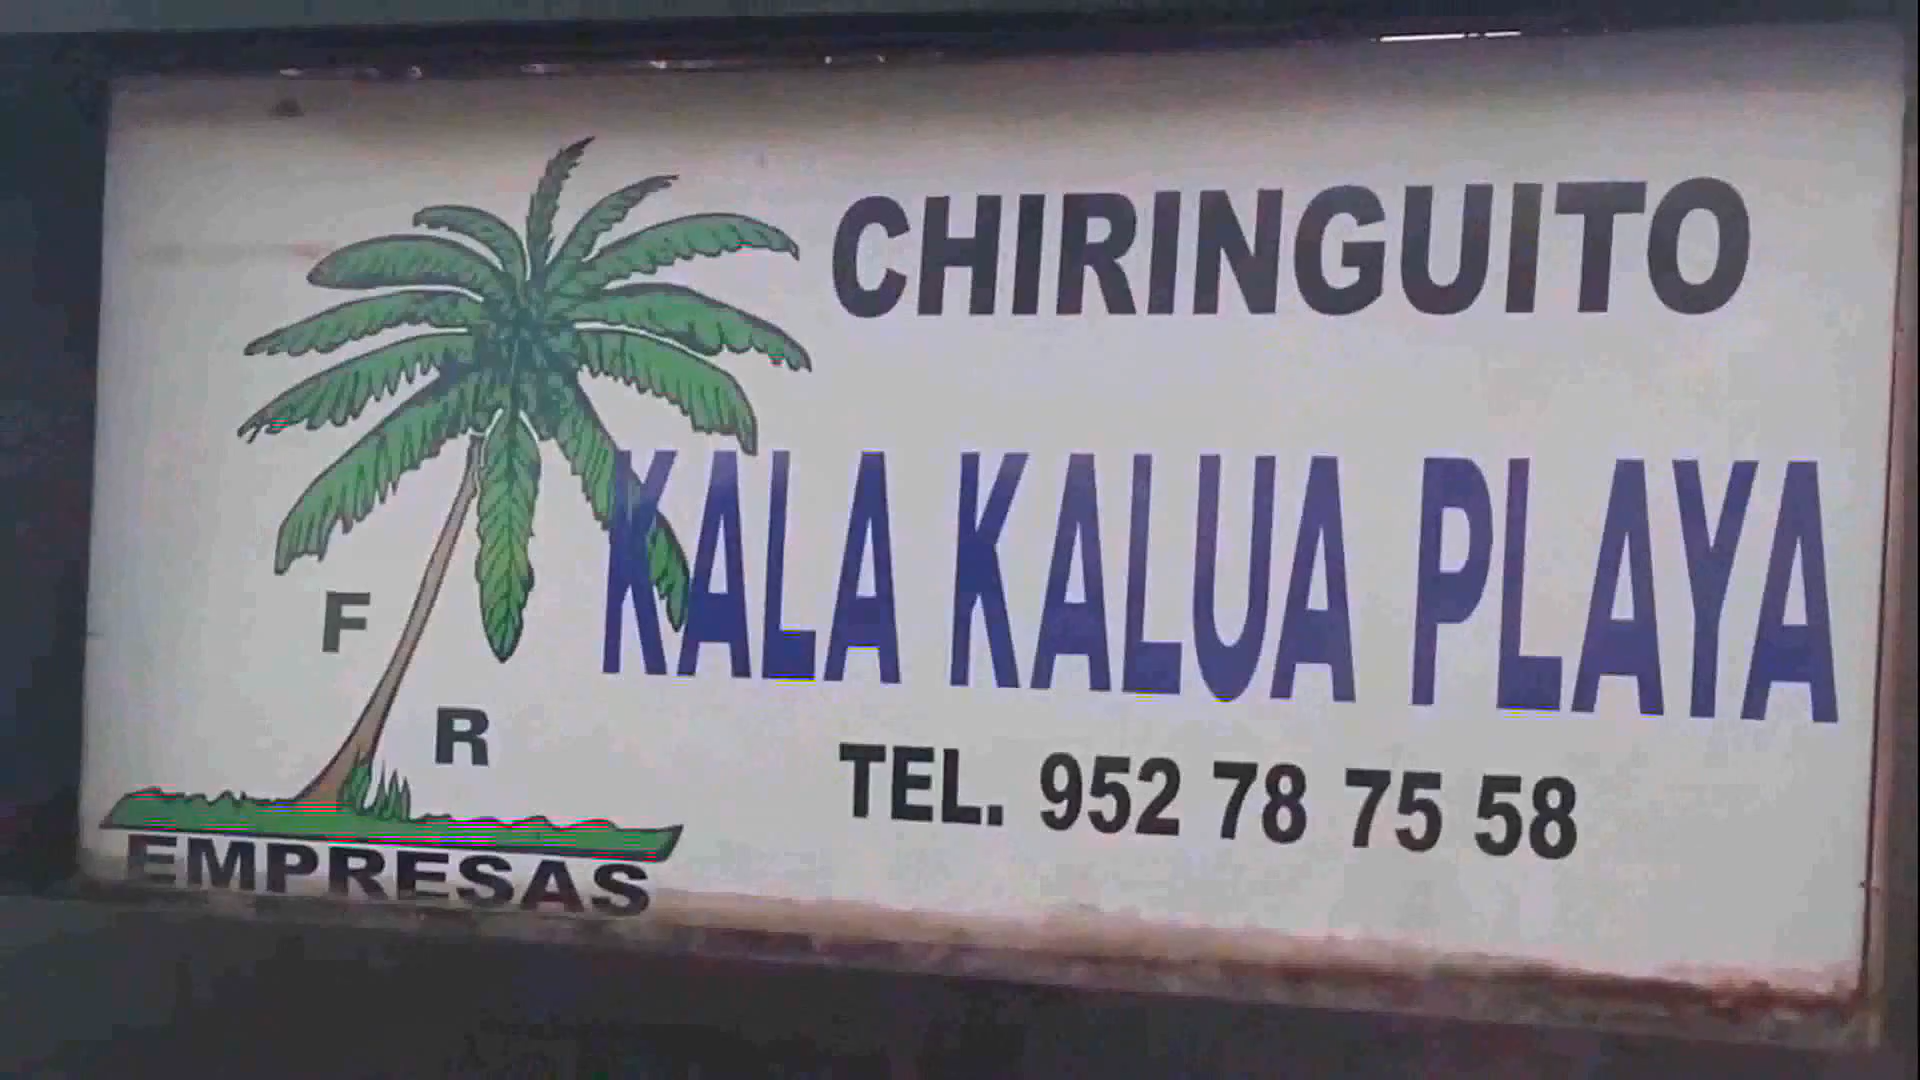 CHIRINGUITO
KALA KALUA PLAYA
TEL. 952 78 75 58
F
R
EMPRESAS